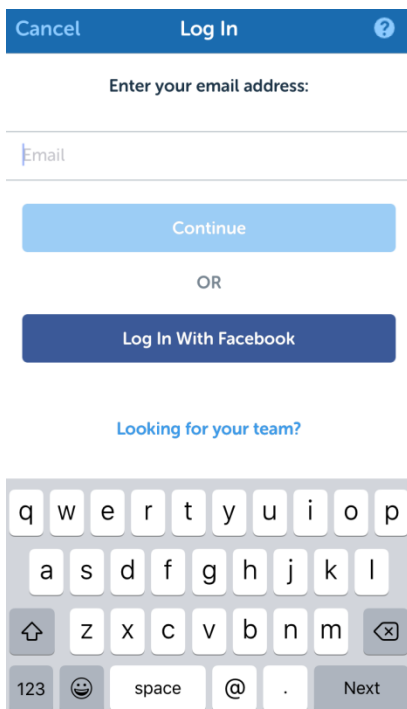 Cancel Log In ?
Enter your email address:
Email
Continue
OR
Log In With Facebook
Looking for your team?
q w e r t y u i o p
a s d f g h j k l
z x c v b n m
123 space @ . Next